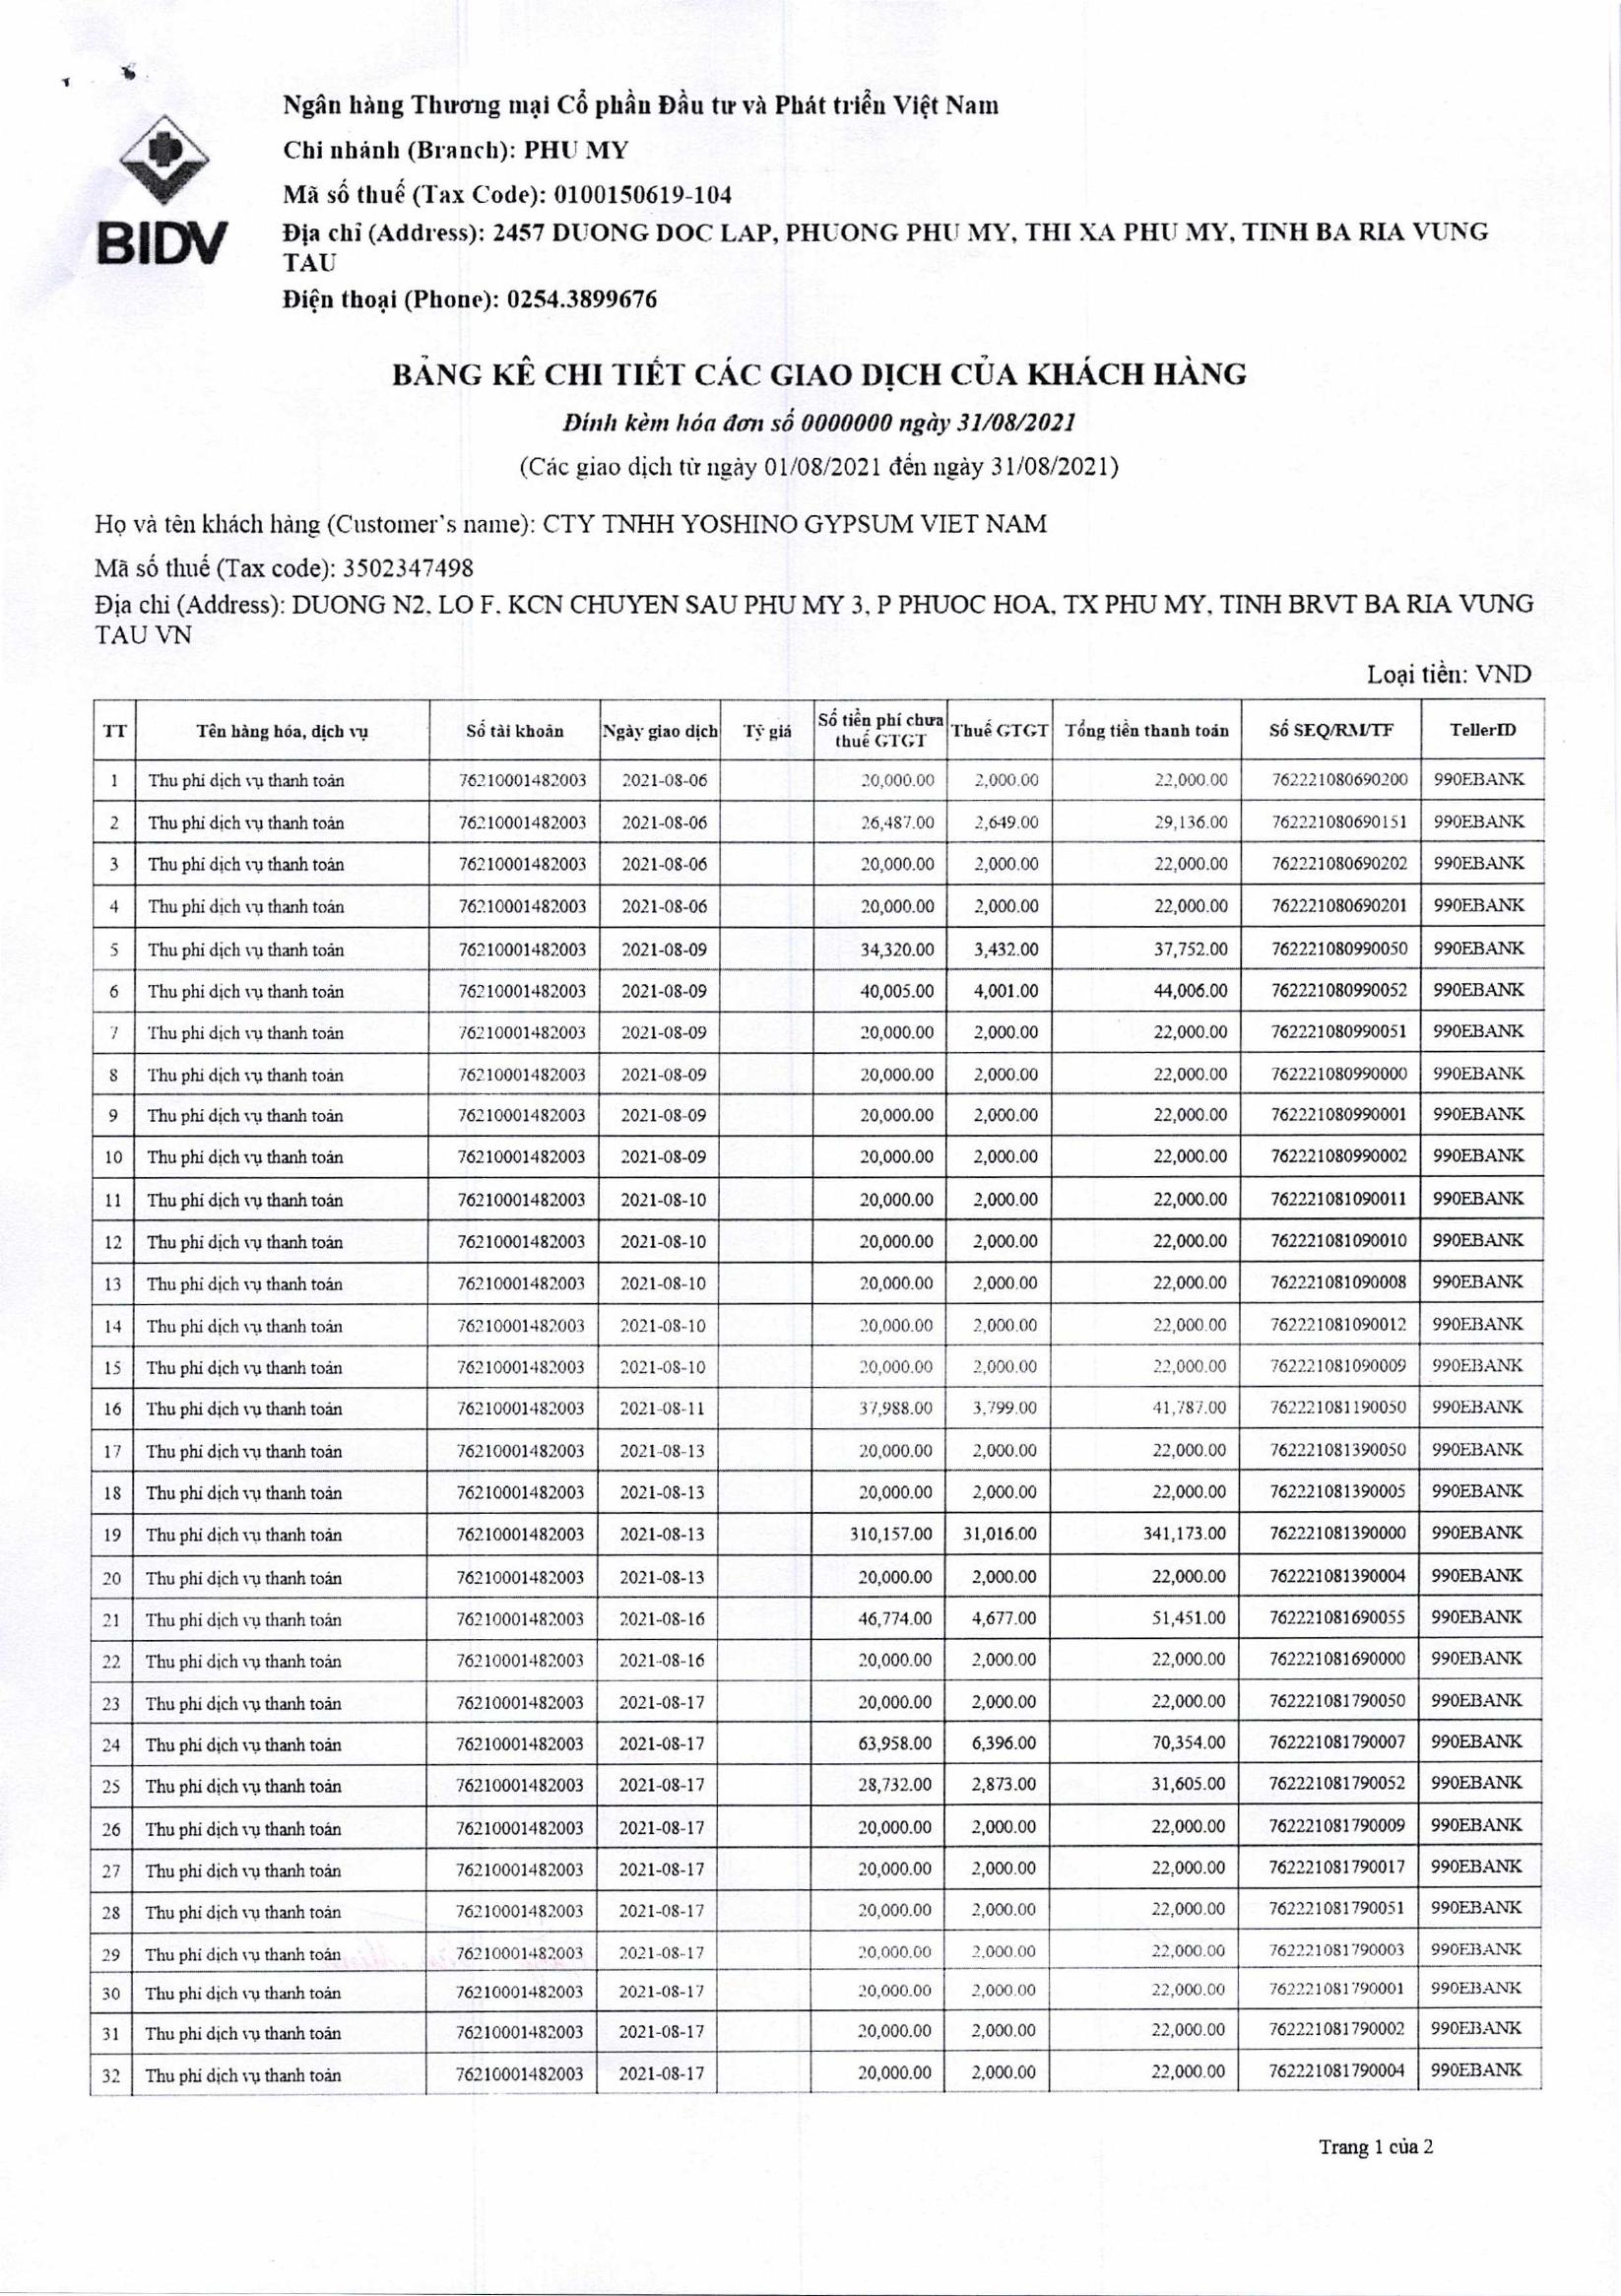 Ngân hàng Thương mại Cổ phần Đầu tư và Phát triển Việt Nam
Chi nhánh (Branch): PHU MY
Mã số thuế (Tax Code): 0100150619-104
BIDV
Địa chỉ (Address): 2457 DUONG DOC LAP, PHUONG PHU MY, THI XA PHU MY, TINH BA RIA VUNG
TAU
Điện thoại (Phone): 0254.3899676
BẢNG KÊ CHI TIẾT CÁC GIAO DỊCH CỦA KHÁCH HÀNG
Đính kèm hóa đơn số 0000000 ngày 31/08/2021
(Các giao dịch từ ngày 01/08/2021 đến ngày 31/08/2021)
Họ và tên khách hàng (Customer's name): CTY TNHH YOSHINO GYPSUM VIET NAM
Mã số thuế (Tax code): 3502347498
Địa chỉ (Address): DUONG N2, LO F, KCN CHUYEN SAU PHU MY 3, P PHUOC HOA, TX PHU MY, TINH BRVT BA RIA VUNG
TAU VN
Loại tiền: VND
TT Tên hàng hóa, dịch vụ Số tài khoản Ngày giao dịch Tỷ giá Số tiền phí chưa thuế GTGT Thuế GTGT Tổng tiền thanh toán Số SEQ/RM/TF TellerID
1 Thu phí dịch vụ thanh toán 76210001482003 2021-08-06 20,000.00 2,000.00 22,000.00 762221080690200 990EBANK
2 Thu phí dịch vụ thanh toán 76210001482003 2021-08-06 26,487.00 2,649.00 29,136.00 762221080690151 990EBANK
3 Thu phí dịch vụ thanh toán 76210001482003 2021-08-06 20,000.00 2,000.00 22,000.00 762221080690202 990EBANK
4 Thu phí dịch vụ thanh toán 76210001482003 2021-08-06 20,000.00 2,000.00 22,000.00 762221080690201 990EBANK
5 Thu phí dịch vụ thanh toán 76210001482003 2021-08-09 34,320.00 3,432.00 37,752.00 762221080990050 990EBANK
6 Thu phí dịch vụ thanh toán 76210001482003 2021-08-09 40,005.00 4,001.00 44,006.00 762221080990052 990EBANK
7 Thu phí dịch vụ thanh toán 76210001482003 2021-08-09 20,000.00 2,000.00 22,000.00 762221080990051 990EBANK
8 Thu phí dịch vụ thanh toán 76210001482003 2021-08-09 20,000.00 2,000.00 22,000.00 762221080990000 990EBANK
9 Thu phí dịch vụ thanh toán 76210001482003 2021-08-09 20,000.00 2,000.00 22,000.00 762221080990001 990EBANK
10 Thu phí dịch vụ thanh toán 76210001482003 2021-08-09 20,000.00 2,000.00 22,000.00 762221080990002 990EBANK
11 Thu phí dịch vụ thanh toán 76210001482003 2021-08-10 20,000.00 2,000.00 22,000.00 762221081090011 990EBANK
12 Thu phí dịch vụ thanh toán 76210001482003 2021-08-10 20,000.00 2,000.00 22,000.00 762221081090010 990EBANK
13 Thu phí dịch vụ thanh toán 76210001482003 2021-08-10 20,000.00 2,000.00 22,000.00 762221081090008 990EBANK
14 Thu phí dịch vụ thanh toán 76210001482003 2021-08-10 20,000.00 2,000.00 22,000.00 762221081090012 990EBANK
15 Thu phí dịch vụ thanh toán 76210001482003 2021-08-10 20,000.00 2,000.00 22,000.00 762221081090009 990EBANK
16 Thu phí dịch vụ thanh toán 76210001482003 2021-08-11 37,988.00 3,799.00 41,787.00 762221081190050 990EBANK
17 Thu phí dịch vụ thanh toán 76210001482003 2021-08-13 20,000.00 2,000.00 22,000.00 762221081390050 990EBANK
18 Thu phí dịch vụ thanh toán 76210001482003 2021-08-13 20,000.00 2,000.00 22,000.00 762221081390005 990EBANK
19 Thu phí dịch vụ thanh toán 76210001482003 2021-08-13 310,157.00 31,016.00 341,173.00 762221081390000 990EBANK
20 Thu phí dịch vụ thanh toán 76210001482003 2021-08-13 20,000.00 2,000.00 22,000.00 762221081390004 990EBANK
21 Thu phí dịch vụ thanh toán 76210001482003 2021-08-16 46,774.00 4,677.00 51,451.00 762221081690055 990EBANK
22 Thu phí dịch vụ thanh toán 76210001482003 2021-08-16 20,000.00 2,000.00 22,000.00 762221081690000 990EBANK
23 Thu phí dịch vụ thanh toán 76210001482003 2021-08-17 20,000.00 2,000.00 22,000.00 762221081790050 990EBANK
24 Thu phí dịch vụ thanh toán 76210001482003 2021-08-17 63,958.00 6,396.00 70,354.00 762221081790007 990EBANK
25 Thu phí dịch vụ thanh toán 76210001482003 2021-08-17 28,732.00 2,873.00 31,605.00 762221081790052 990EBANK
26 Thu phí dịch vụ thanh toán 76210001482003 2021-08-17 20,000.00 2,000.00 22,000.00 762221081790009 990EBANK
27 Thu phí dịch vụ thanh toán 76210001482003 2021-08-17 20,000.00 2,000.00 22,000.00 762221081790017 990EBANK
28 Thu phí dịch vụ thanh toán 76210001482003 2021-08-17 20,000.00 2,000.00 22,000.00 762221081790051 990EBANK
29 Thu phí dịch vụ thanh toán 76210001482003 2021-08-17 20,000.00 2,000.00 22,000.00 762221081790003 990EBANK
30 Thu phí dịch vụ thanh toán 76210001482003 2021-08-17 20,000.00 2,000.00 22,000.00 762221081790001 990EBANK
31 Thu phí dịch vụ thanh toán 76210001482003 2021-08-17 20,000.00 2,000.00 22,000.00 762221081790002 990EBANK
32 Thu phí dịch vụ thanh toán 76210001482003 2021-08-17 20,000.00 2,000.00 22,000.00 762221081790004 990EBANK
Trang 1 của 2